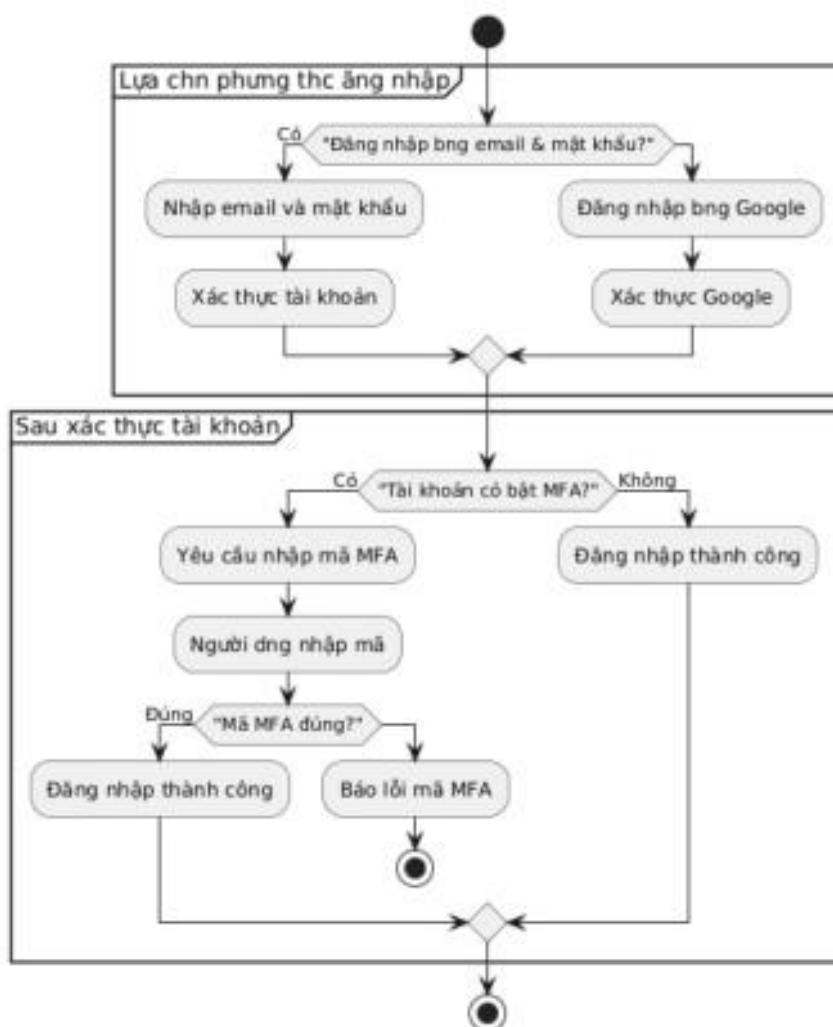 Lựa chn phưng thc ăng nhập
Có
"Đăng nhập bng email & mật khẩu?"
Nhập email và mật khẩu
Đăng nhập bng Google
Xác thực tài khoản
Xác thực Google
Sau xác thực tài khoản
Có
"Tài khoản có bật MFA?"
Không
Yêu cầu nhập mã MFA
Đăng nhập thành công
Người dng nhập mã
Đúng
"Mã MFA đúng?"
Đăng nhập thành công
Báo lỗi mã MFA